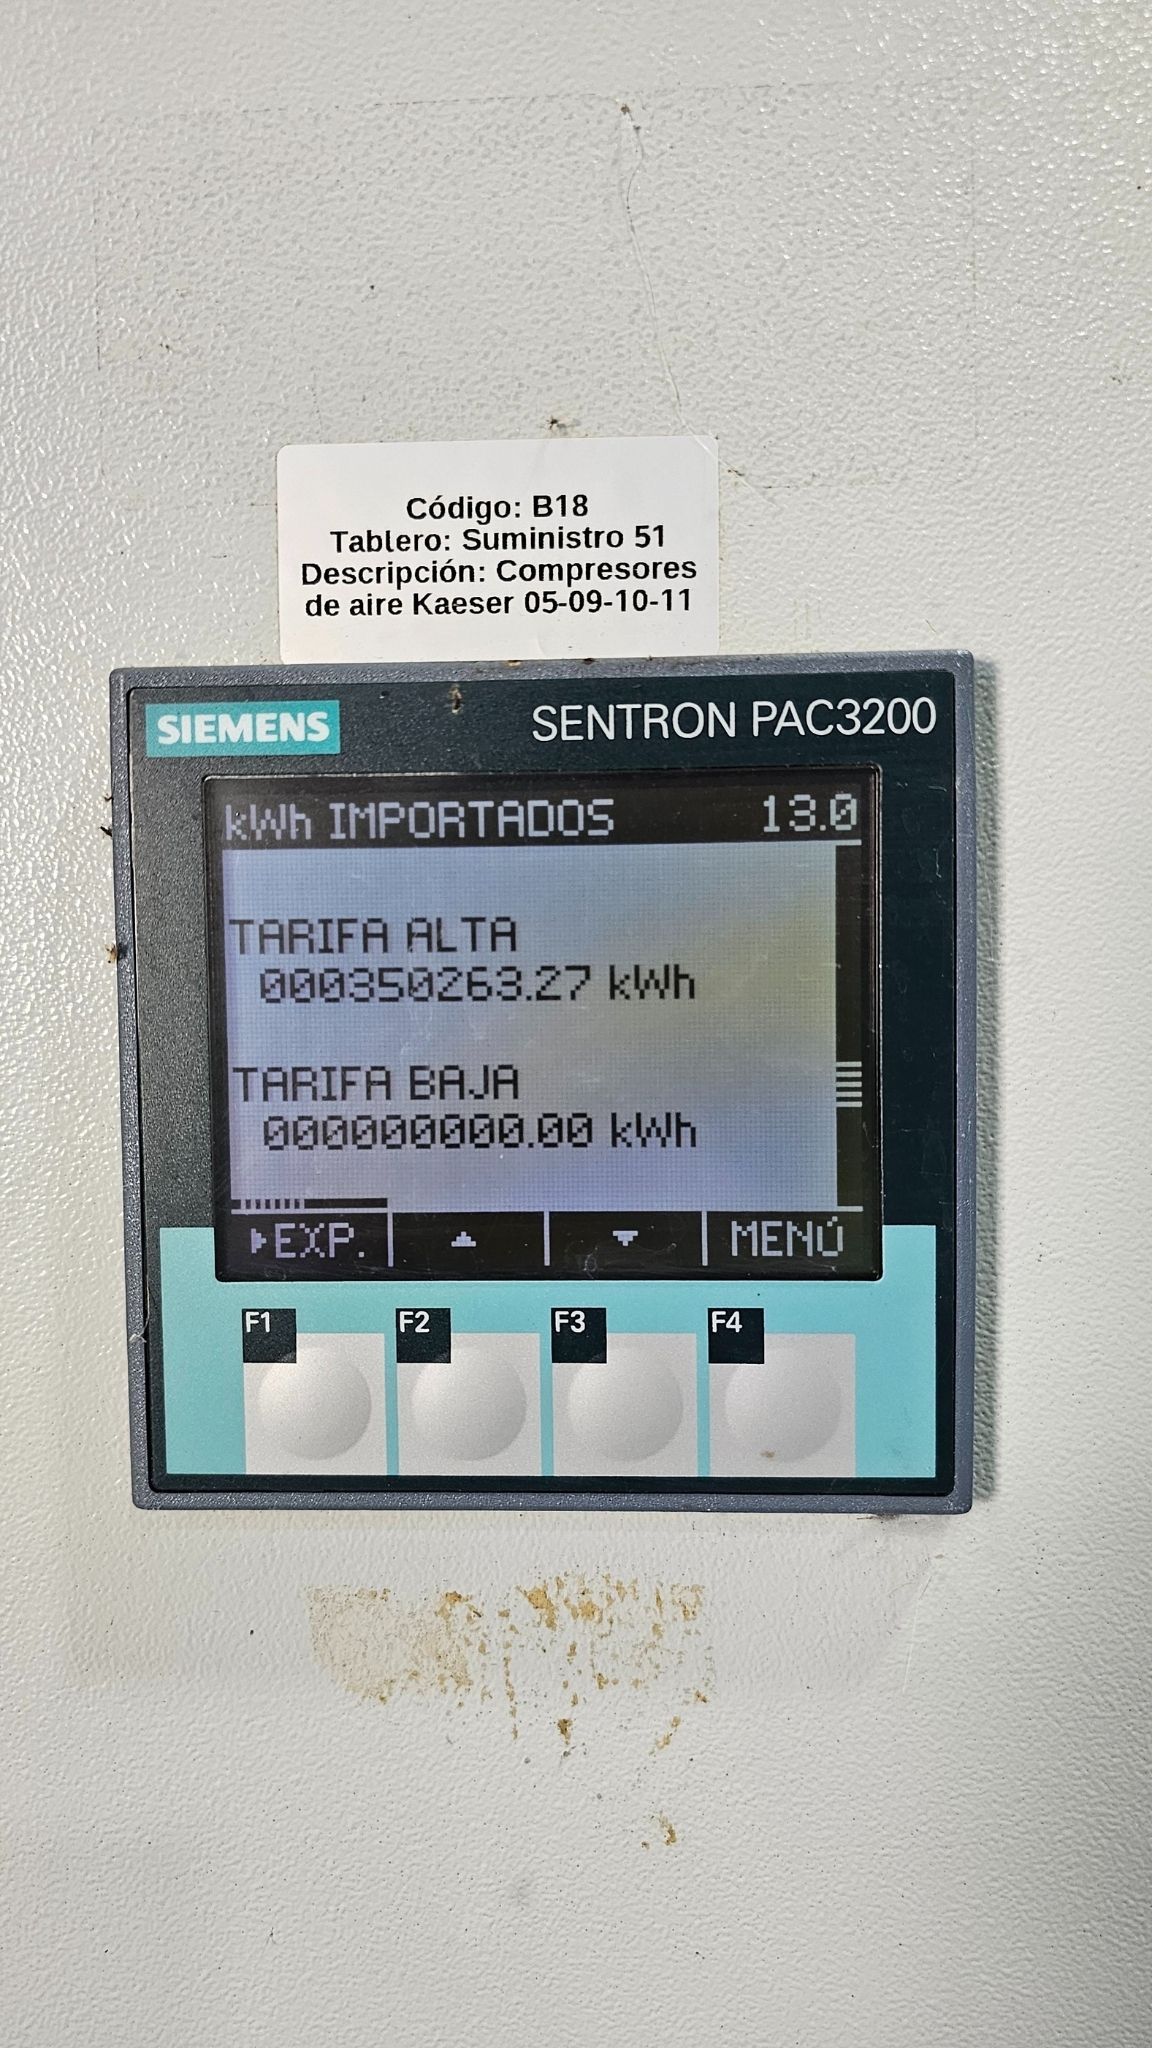 Código: B18
Tablero: Suministro 51
Descripción: Compresores
de aire Kaeser 05-09-10-11
SIEMENS
SENTRON PAC3200
kWh IMPORTADOS 13.0
TARIFA ALTA
000350263.27 kWh
TARIFA BAJA
000000000.00 kWh
▸EXP. ▲ ▼ MENÚ
F1 F2 F3 F4